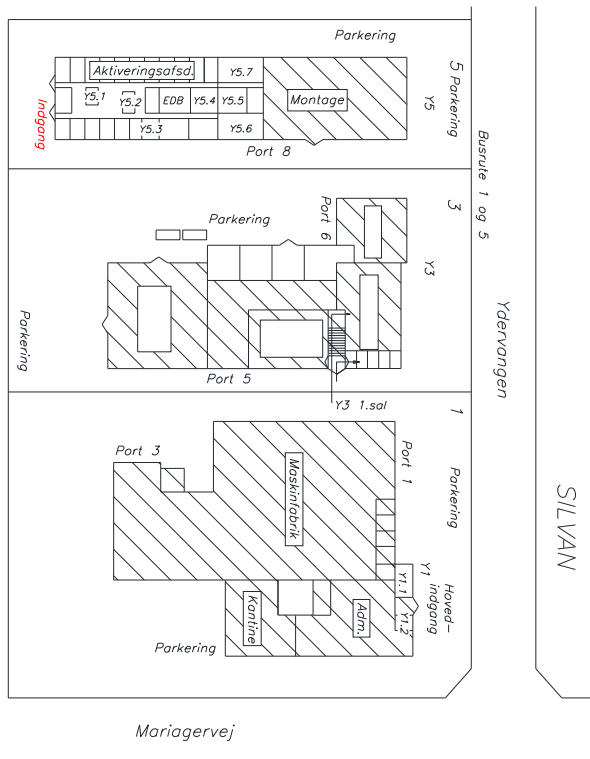 Parkering
5
Parkering
Y5
Aktiveringsafsd.
Y5.7
Y5.1
Y5.2
EDB
Y5.4
Y5.5
Montage
Y5.3
Y5.6
Indgang
Port 8
Busrute 1 og 5
3
Port 6
Parkering
Y3
Ydervangen
Parkering
Port 5
Y3 1.sal
1
Port 3
Port 1
Maskinfabrik
Parkering
SILVAN
Y1
Hoved-
indgang
Y1.1
Y1.2
Kantine
Adm.
Parkering
Mariagervej